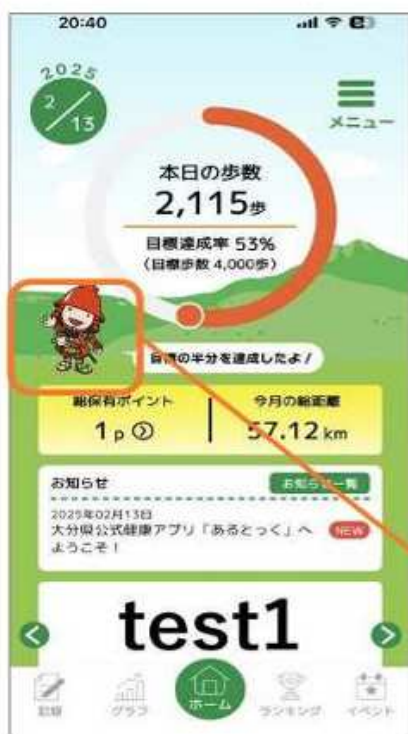 20:40
2025
2/13
メニュー
本日の歩数
2,115歩
目標達成率 53%
(目標歩数 4,000歩)
目標の半分を達成したよ!
総保有ポイント
今月の総距離
1 p
57.12 km
お知らせ
お知らせ一覧
2025年02月13日
大分県公式健康アプリ「あるとっく」へ
ようこそ!
NEW
test1
記録
グラフ
ホーム
ランキング
イベント